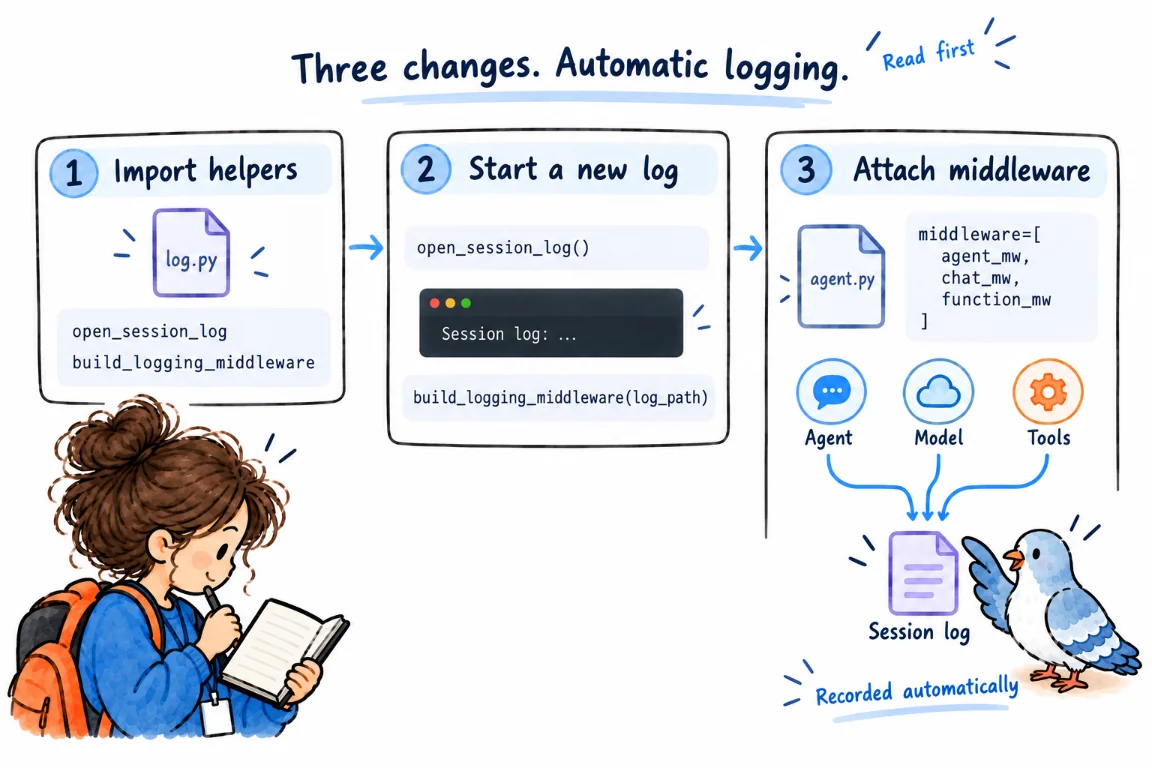 Three changes. Automatic logging.
Read first
1 Import helpers
log.py
open_session_log
build_logging_middleware
2 Start a new log
open_session_log()
Session log: ...
build_logging_middleware(log_path)
3 Attach middleware
agent.py
middleware=[
agent_mw,
chat_mw,
function_mw
]
Agent
Model
Tools
Session log
Recorded automatically